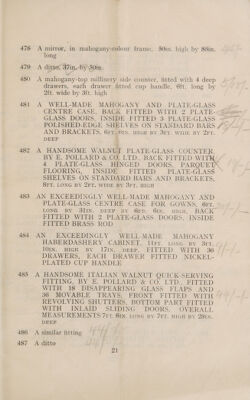 478 A mirror, in mahogany-colour frame, 80in. high by 88in.
long
479 A ditto, 37in. by 80in.
480 A mahogany-top millinery side counter, fitted with 4 deep
drawers, each drawer fitted cup handle, 6ft. long by
2ft. wide by 3ft. high
481 A WELL-MADE MAHOGANY AND PLATE-GLASS
CENTRE CASE, BACK FITTED WITH 2 PLATE-
GLASS DOORS, INSIDE FITTED 3 PLATE-GLASS
POLISHED-EDGE SHELVES ON STANDARD BARS
AND BRACKETS, 6FT. 6IN. HIGH BY 3FT. WIDE BY 2FT.
DEEP
482 A HANDSOME WALNUT PLATE-GLASS COUNTER,
BY E. POLLARD & CO. LTD., BACK FITTED WITH
4 PLATE-GLASS HINGED DOORS, PARQUET
FLOORING, INSIDE FITTED PLATE-GLASS
SHELVES ON STANDARD BARS AND BRACKETS,
8FT. LONG BY 2FT. WIDE BY 3FT. HIGH
483 AN EXCEEDINGLY WELL-MADE MAHOGANY AND
PLATE-GLASS CENTRE CASE FOR GOWNS, 6FT.
LONG BY 31IN. DEEP BY 6FT. 6IN. HIGH, BACK
FITTED WITH 2 PLATE-GLASS DOORS, INSIDE
FITTED BRASS ROD
484 AN EXCEEDINGLY WELL-MADE MAHOGANY
HABERDASHERY CABINET, 11FT. LONG BY 3FT.
10IN. HIGH BY 17IN. DEEP, FITTED WITH 36
DRAWERS, EACH DRAWER FITTED NICKEL-
PLATED CUP HANDLE
485 A HANDSOME ITALIAN WALNUT QUICK-SERVING
FITTING, BY E. POLLARD & CO. LTD., FITTED
WITH 18 DISAPPEARING GLASS FLAPS AND
36 MOVABLE TRAYS, FRONT FITTED WITH
REVOLVING SHUTTERS, BOTTOM PART FITTED
WITH INLAID SLIDING DOORS, OVERALL
MEASUREMENTS 7FT. 6IN. LONG BY 7FT. HIGH BY 28IN.
DEEP
486 A similar fitting
487 A ditto
21